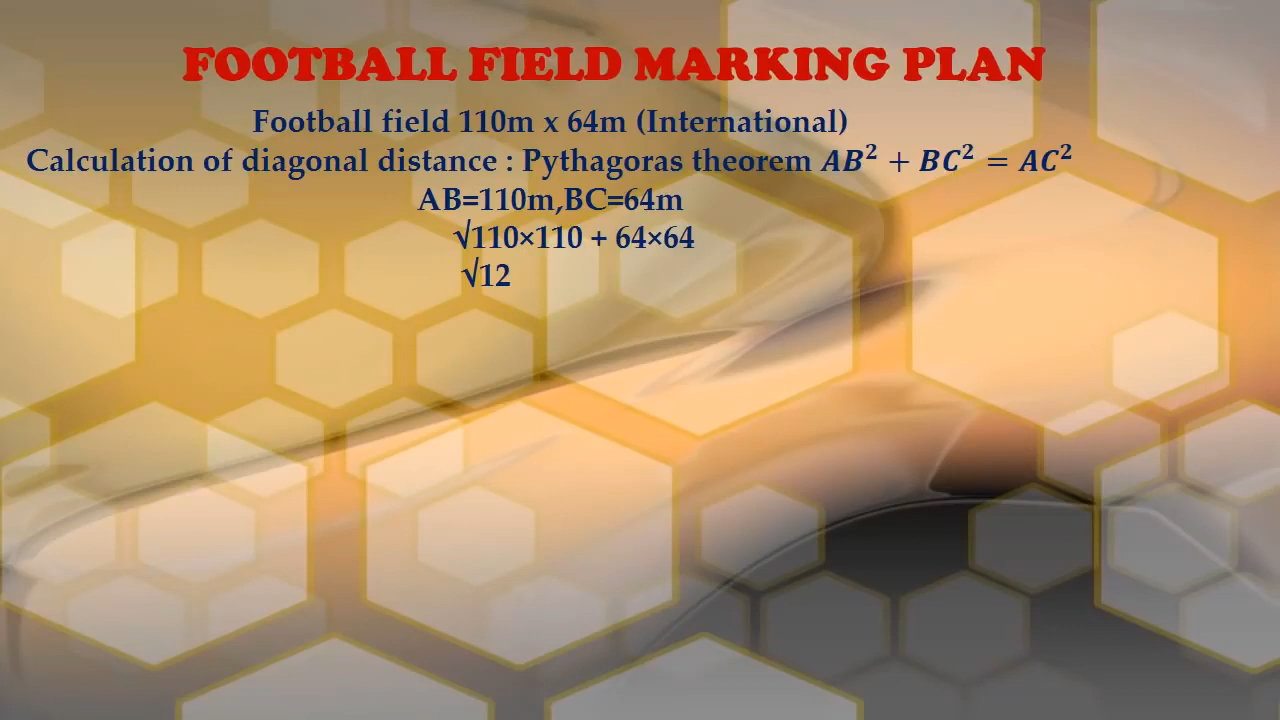 FOOTBALL FIELD MARKING PLAN
Football field 110m x 64m (International)
Calculation of diagonal distance : Pythagoras theorem 𝑨𝑩² + 𝑩𝑪² = 𝑨𝑪²
AB=110m,BC=64m
√110×110 + 64×64
√12